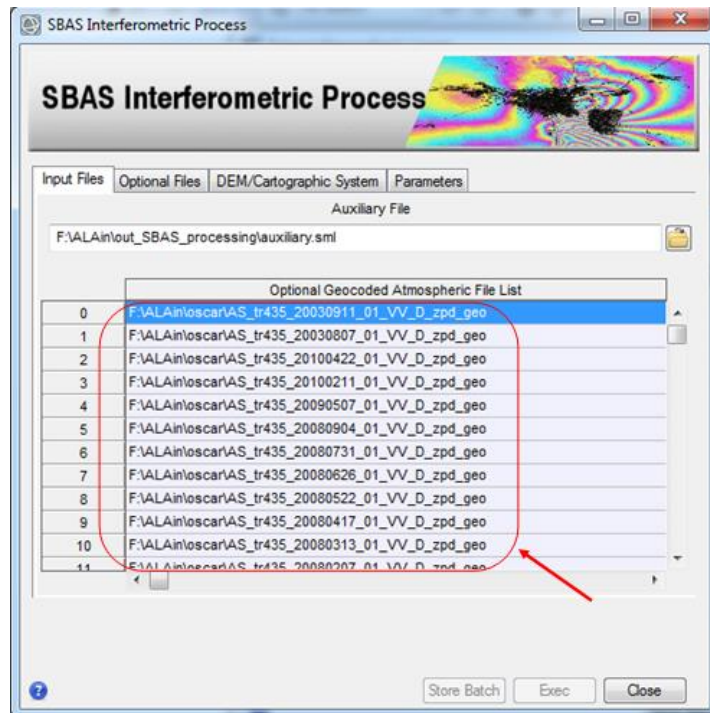 SBAS Interferometric Process
SBAS Interferometric Process
Input Files Optional Files DEM/Cartographic System Parameters
Auxiliary File
F:\ALAin\out_SBAS_processing\auxiliary.sml
Optional Geocoded Atmospheric File List
0 F:\ALAin\oscar\AS_tr435_20030911_01_VV_D_zpd_geo
1 F:\ALAin\oscar\AS_tr435_20030807_01_VV_D_zpd_geo
2 F:\ALAin\oscar\AS_tr435_20100422_01_VV_D_zpd_geo
3 F:\ALAin\oscar\AS_tr435_20100211_01_VV_D_zpd_geo
4 F:\ALAin\oscar\AS_tr435_20090507_01_VV_D_zpd_geo
5 F:\ALAin\oscar\AS_tr435_20080904_01_VV_D_zpd_geo
6 F:\ALAin\oscar\AS_tr435_20080731_01_VV_D_zpd_geo
7 F:\ALAin\oscar\AS_tr435_20080626_01_VV_D_zpd_geo
8 F:\ALAin\oscar\AS_tr435_20080522_01_VV_D_zpd_geo
9 F:\ALAin\oscar\AS_tr435_20080417_01_VV_D_zpd_geo
10 F:\ALAin\oscar\AS_tr435_20080313_01_VV_D_zpd_geo
11 F:\ALAin\oscar\AS_tr435_20080207_01_VV_D_zpd_geo
Store Batch Exec Close